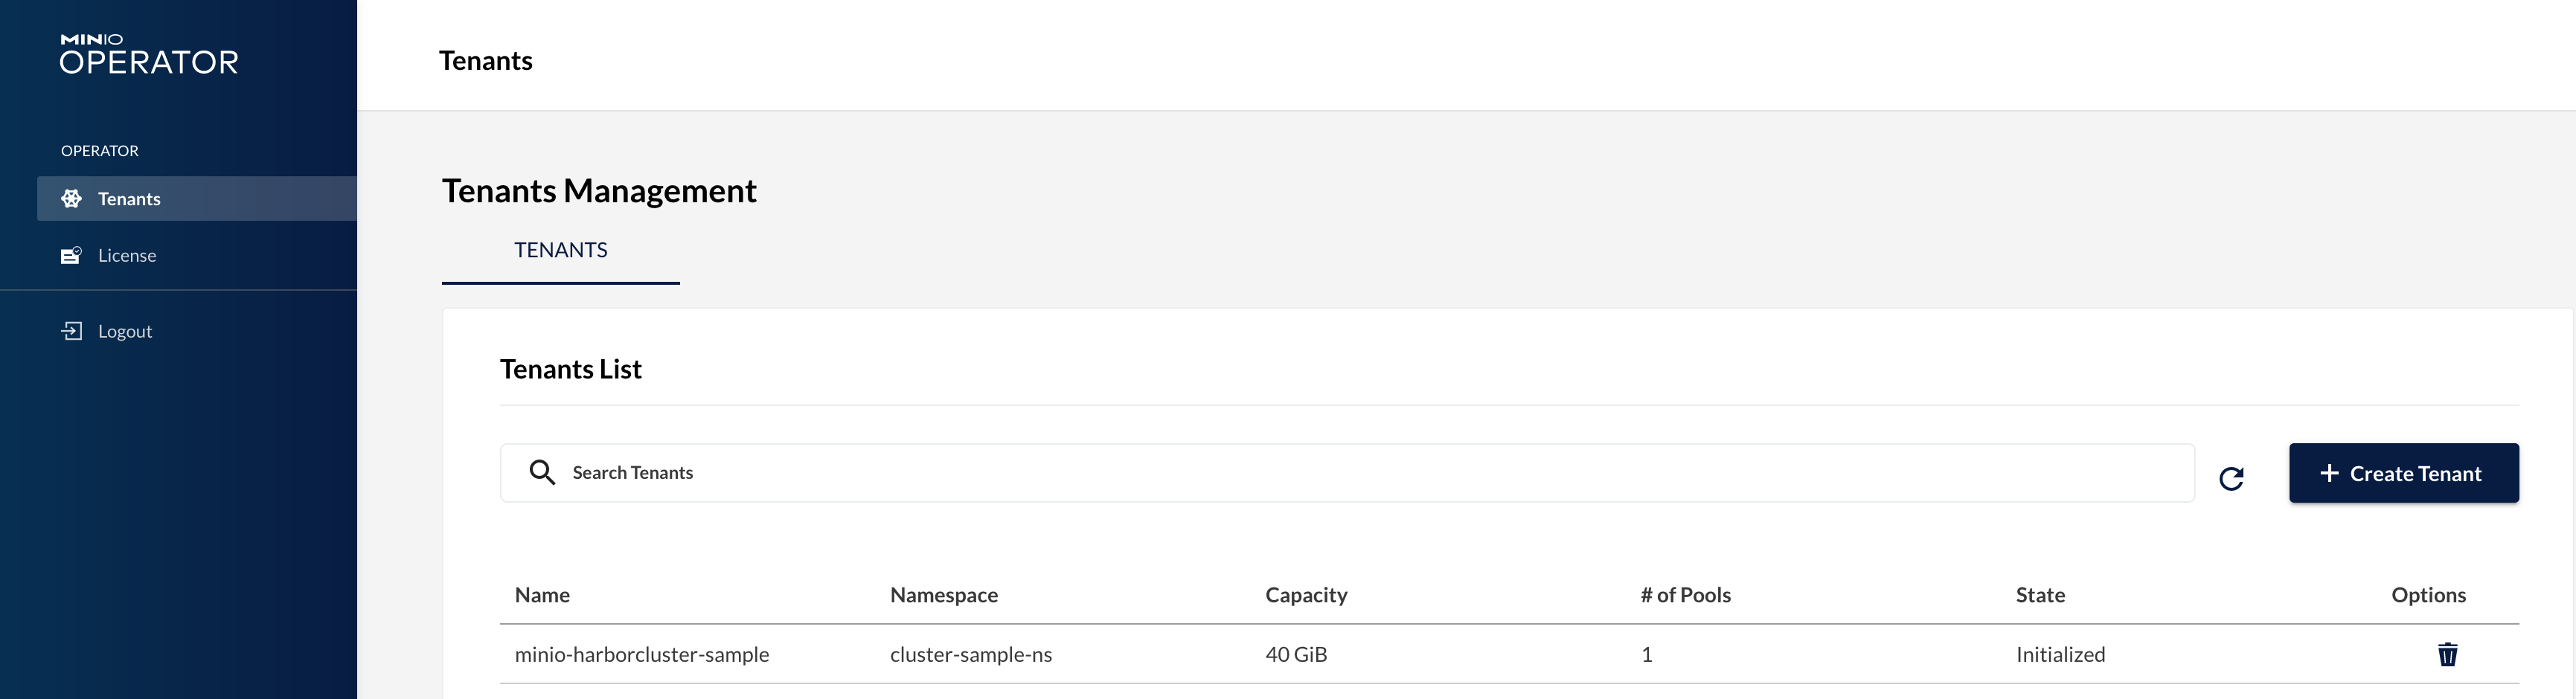 MINIO
OPERATOR
OPERATOR
Tenants
License
Logout
Tenants
Tenants Management
TENANTS
Tenants List
Search Tenants
Create Tenant
Name Namespace Capacity # of Pools State Options
minio-harborcluster-sample cluster-sample-ns 40 GiB 1 Initialized